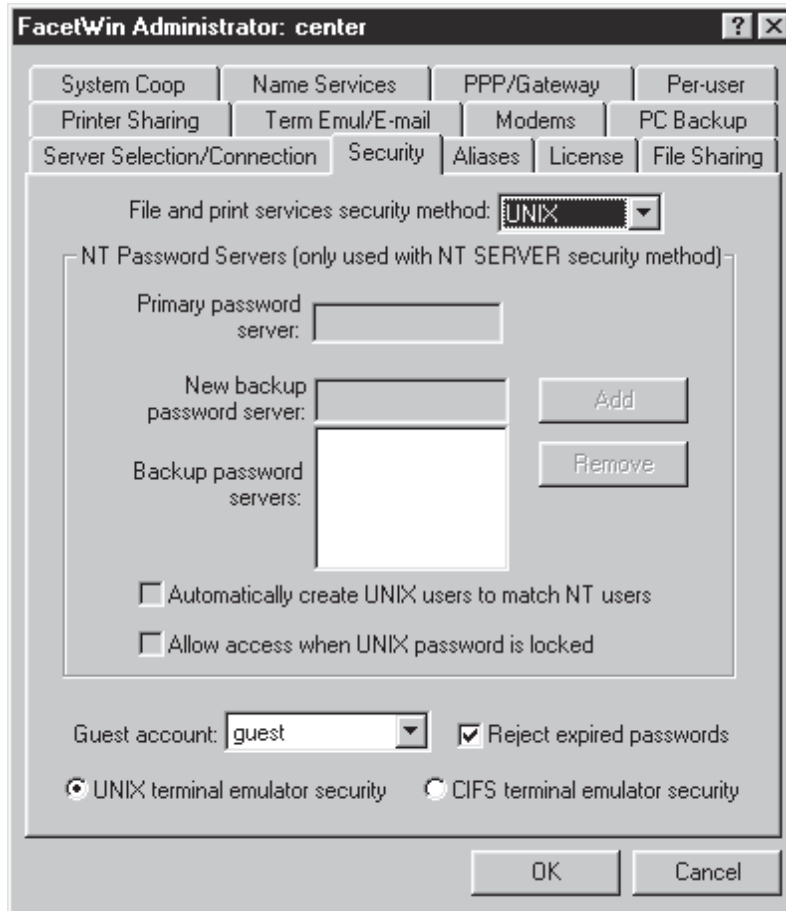 FacetWin Administrator: center
? X
System Coop Name Services PPP/Gateway Per-user
Printer Sharing Term Emul/E-mail Modems PC Backup
Server Selection/Connection Security Aliases License File Sharing
File and print services security method: UNIX
NT Password Servers (only used with NT SERVER security method)
Primary password
server:
New backup
password server:
Add
Backup password
servers:
Remove
Automatically create UNIX users to match NT users
Allow access when UNIX password is locked
Guest account: guest Reject expired passwords
UNIX terminal emulator security CIFS terminal emulator security
OK Cancel